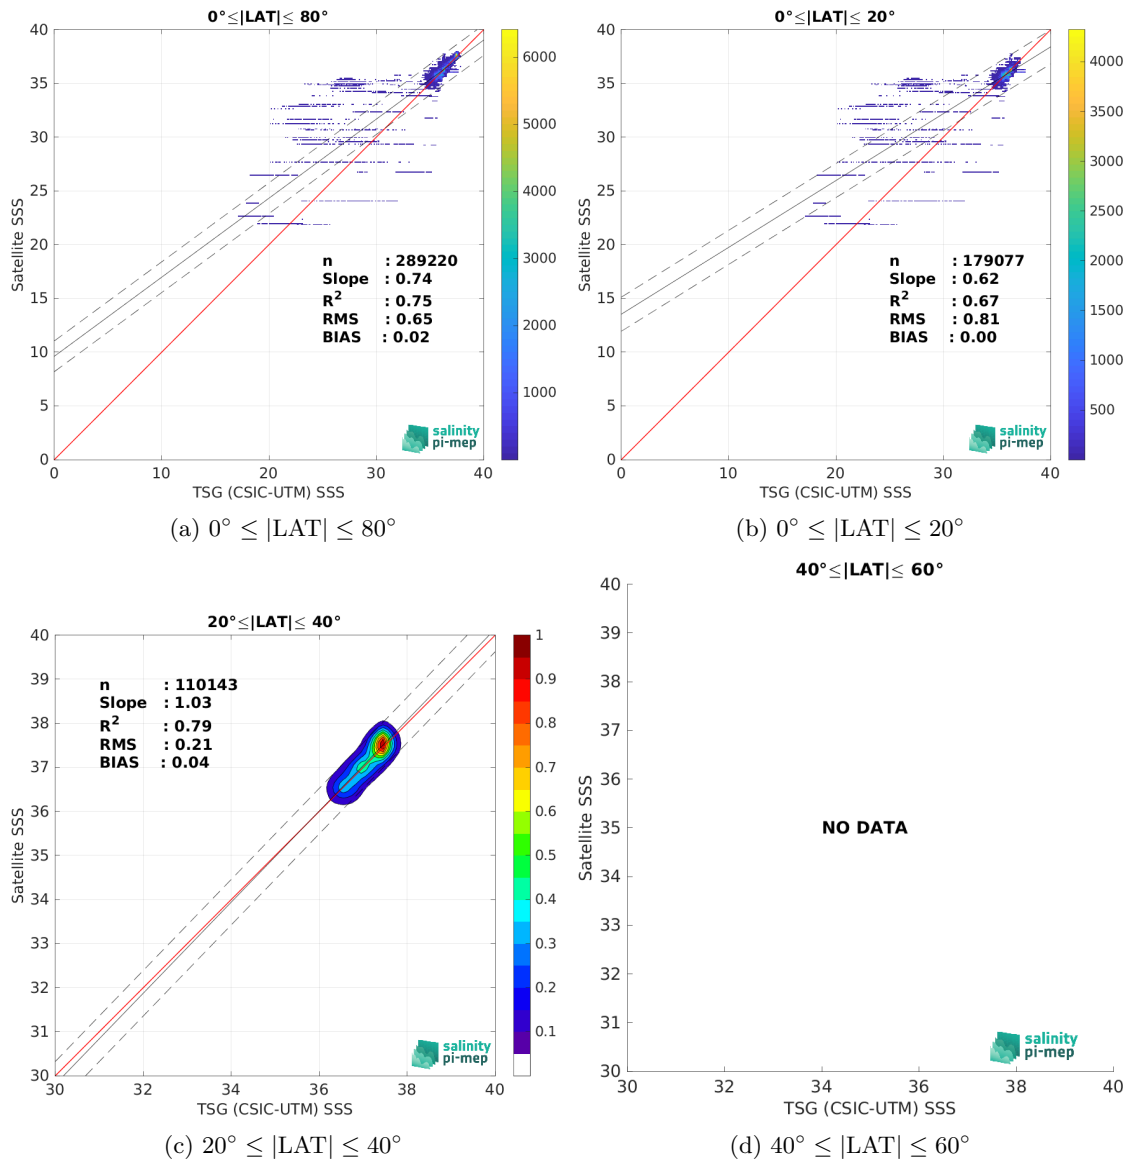 0°≤|LAT|≤ 80°
40
35
30
25
20
15
10
5
0
0
10
20
30
40
Satellite SSS
TSG (CSIC-UTM) SSS
n : 289220
Slope : 0.74
R2 : 0.75
RMS : 0.65
BIAS : 0.02
salinity
pi-mep
6000
5000
4000
3000
2000
1000
(a) 0° ≤ |LAT| ≤ 80°
0°≤|LAT|≤ 20°
40
35
30
25
20
15
10
5
0
0
10
20
30
40
Satellite SSS
TSG (CSIC-UTM) SSS
n : 179077
Slope : 0.62
R2 : 0.67
RMS : 0.81
BIAS : 0.00
salinity
pi-mep
4000
3500
3000
2500
2000
1500
1000
500
(b) 0° ≤ |LAT| ≤ 20°
20°≤|LAT|≤ 40°
40
39
38
37
36
35
34
33
32
31
30
30
32
34
36
38
40
Satellite SSS
TSG (CSIC-UTM) SSS
n : 110143
Slope : 1.03
R2 : 0.79
RMS : 0.21
BIAS : 0.04
salinity
pi-mep
1
0.9
0.8
0.7
0.6
0.5
0.4
0.3
0.2
0.1
(c) 20° ≤ |LAT| ≤ 40°
40°≤|LAT|≤ 60°
40
39
38
37
36
35
34
33
32
31
30
30
32
34
36
38
40
Satellite SSS
TSG (CSIC-UTM) SSS
NO DATA
salinity
pi-mep
(d) 40° ≤ |LAT| ≤ 60°